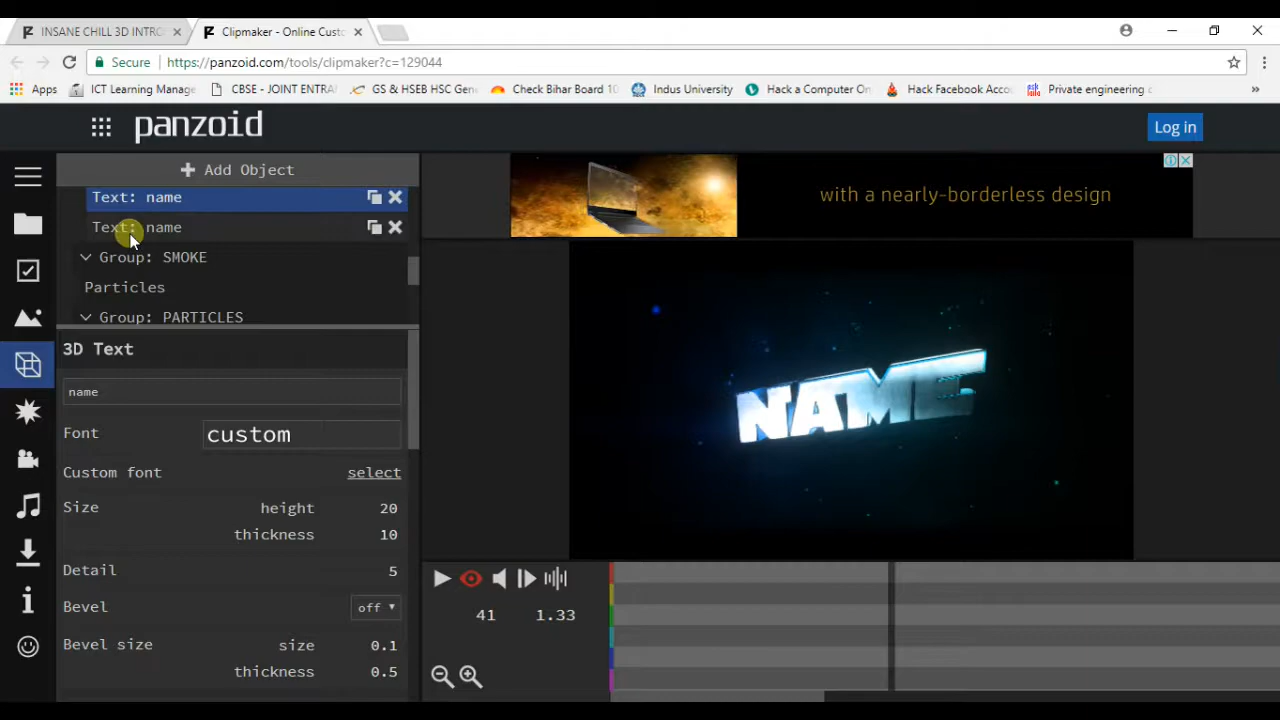 INSANE CHILL 3D INTRO
Clipmaker - Online Cust
Secure
https://panzoid.com/tools/clipmaker?c=129044
Apps
ICT Learning Manage
CBSE - JOINT ENTRA
GS & HSEB HSC Gen
Check Bihar Board 10
Indus University
Hack a Computer On
Hack Facebook Acco
Private engineering c
»
panzoid
Log in
+ Add Object
Text: name
Text: name
Group: SMOKE
Particles
Group: PARTICLES
with a nearly-borderless design
3D Text
name
Font custom
Custom font select
Size height 20
thickness 10
Detail 5
Bevel off
Bevel size size 0.1
thickness 0.5
NAME
41 1.33